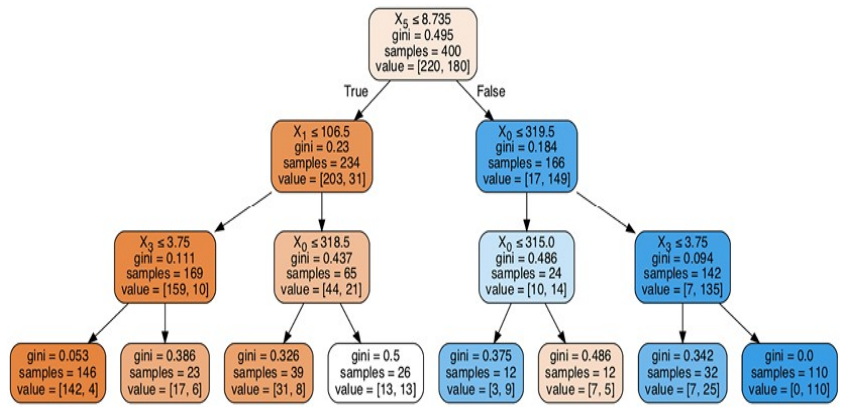 X₅ ≤ 8.735
gini = 0.495
samples = 400
value = [220, 180]
True
False
X₁ ≤ 106.5
gini = 0.23
samples = 234
value = [203, 31]
X₀ ≤ 319.5
gini = 0.184
samples = 166
value = [17, 149]
X₃ ≤ 3.75
gini = 0.111
samples = 169
value = [159, 10]
X₀ ≤ 318.5
gini = 0.437
samples = 65
value = [44, 21]
X₀ ≤ 315.0
gini = 0.486
samples = 24
value = [10, 14]
X₃ ≤ 3.75
gini = 0.094
samples = 142
value = [7, 135]
gini = 0.053
samples = 146
value = [142, 4]
gini = 0.386
samples = 23
value = [17, 6]
gini = 0.326
samples = 39
value = [31, 8]
gini = 0.5
samples = 26
value = [13, 13]
gini = 0.375
samples = 12
value = [3, 9]
gini = 0.486
samples = 12
value = [7, 5]
gini = 0.342
samples = 32
value = [7, 25]
gini = 0.0
samples = 110
value = [0, 110]